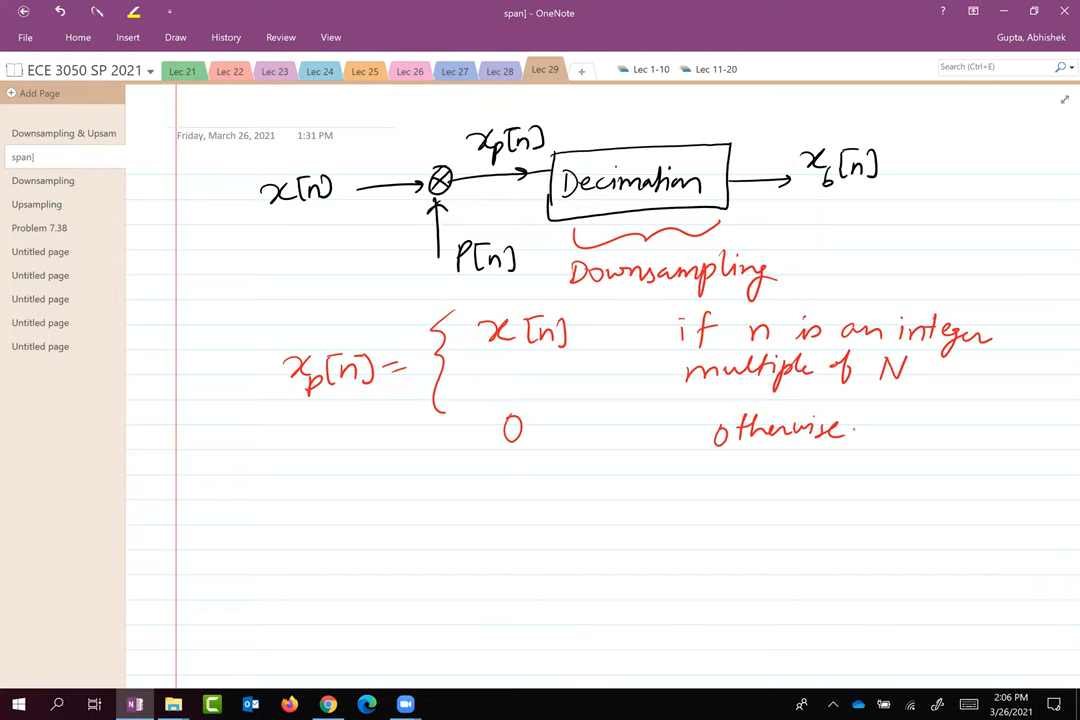 span] - OneNote
Gupta, Abhishek
File Home Insert Draw History Review View
ECE 3050 SP 2021 Lec 21 Lec 22 Lec 23 Lec 24 Lec 25 Lec 26 Lec 27 Lec 28 Lec 29 Lec 1-10 Lec 11-20 Search (Ctrl+E)
Add Page
Downsampling & Upsam
span]
Downsampling
Upsampling
Problem 7.38
Untitled page
Untitled page
Untitled page
Untitled page
Untitled page
Friday, March 26, 2021 1:31 PM
xp[n]
x[n] Decimation xb[n]
p[n]
Downsampling
x[n] if n is an integer
xp[n] = multiple of N
0 otherwise.
2:06 PM
3/26/2021